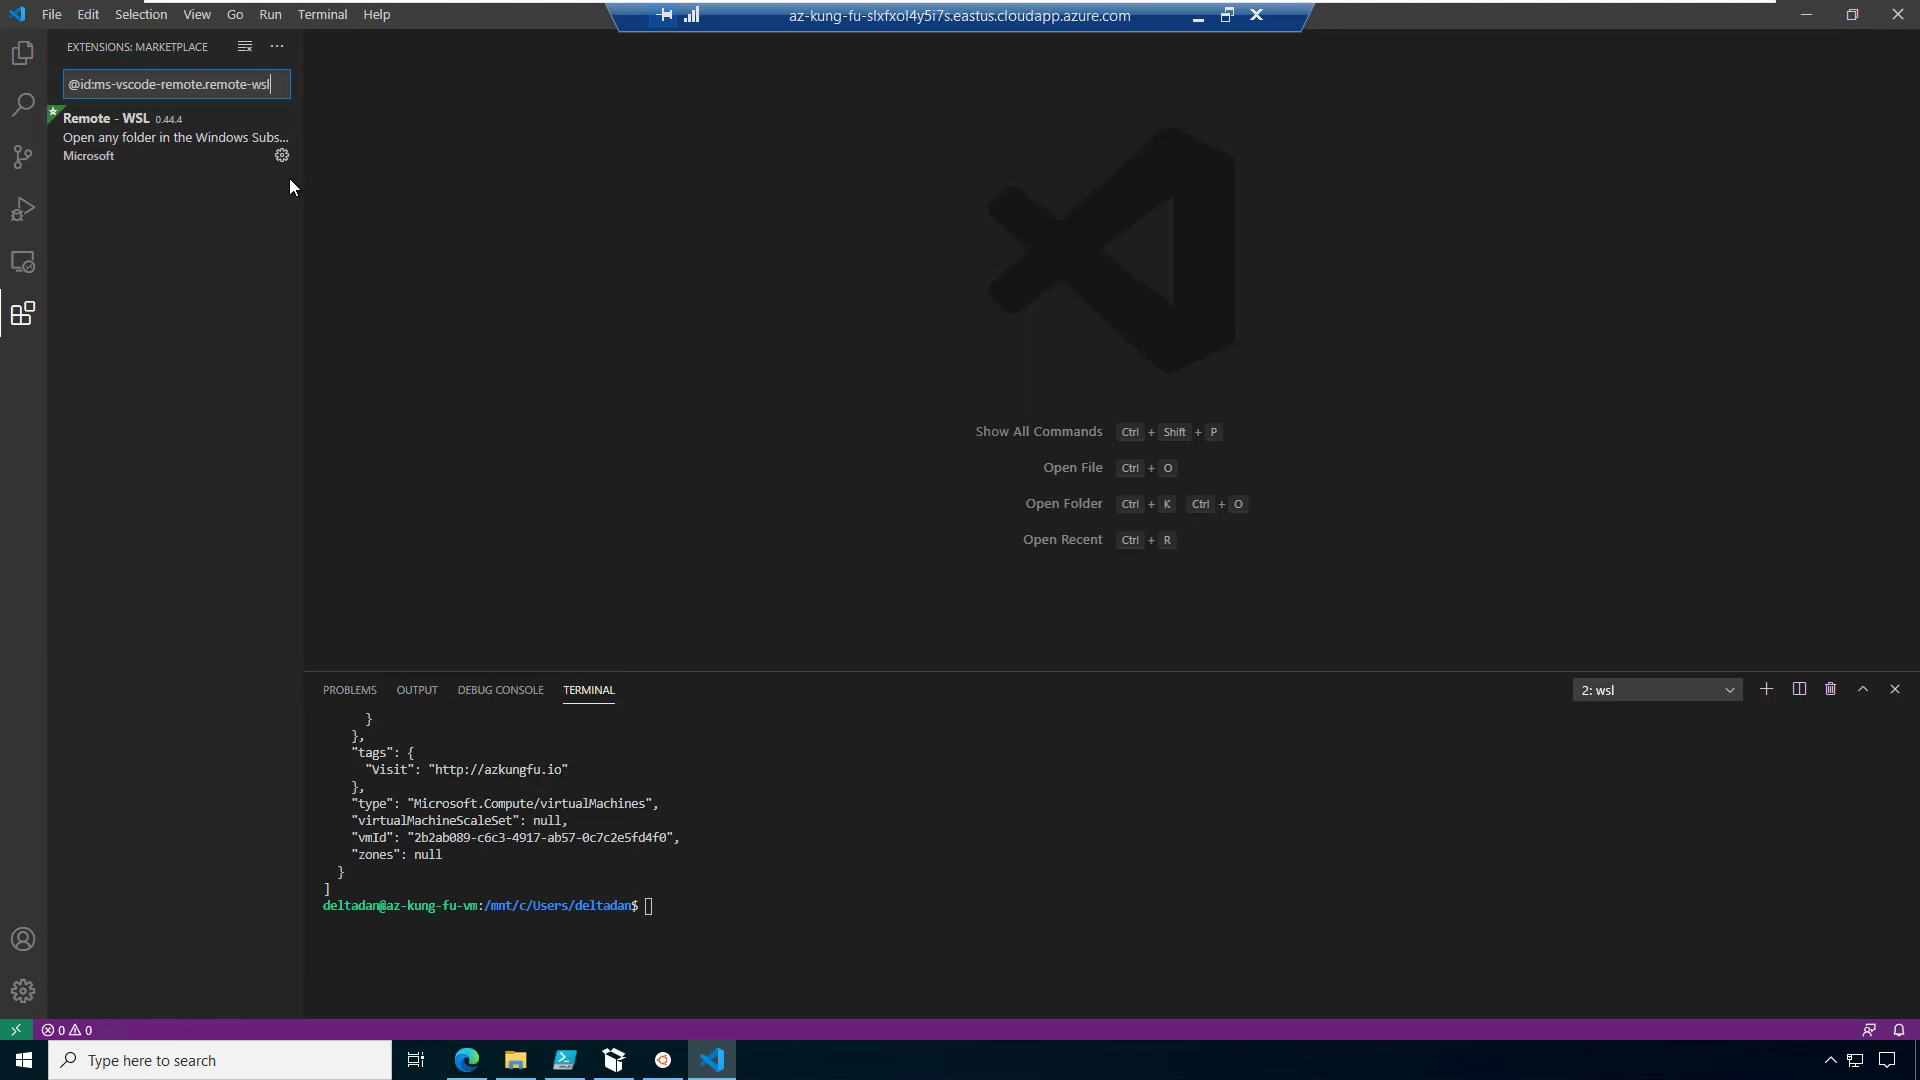 File Edit Selection View Go Run Terminal Help
az-kung-fu-slxfxol4y5i7s.eastus.cloudapp.azure.com
EXTENSIONS: MARKETPLACE
@id:ms-vscode-remote.remote-wsl
Remote - WSL 0.44.4
Open any folder in the Windows Subs...
Microsoft
Show All Commands Ctrl + Shift + P
Open File Ctrl + O
Open Folder Ctrl + K Ctrl + O
Open Recent Ctrl + R
PROBLEMS OUTPUT DEBUG CONSOLE TERMINAL
2: wsl
}
},
"tags": {
"Visit": "http://azkungfu.io"
},
"type": "Microsoft.Compute/virtualMachines",
"virtualMachineScaleSet": null,
"vmId": "2b2ab089-c6c3-4917-ab57-0c7c2e5fd4f0",
"zones": null
}
]
deltadan@az-kung-fu-vm:/mnt/c/Users/deltadan$
0 0
Type here to search